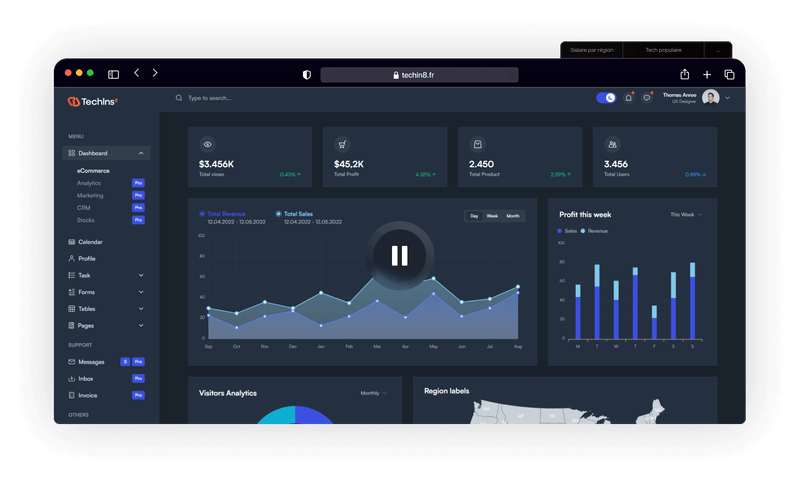 Salaire par région
Tech populaire
...
techin8.fr
TechIns8
Type to search...
Thomas Anree
UX Designer
MENU
Dashboard
eCommerce
Analytics Pro
Marketing Pro
CRM Pro
Stocks Pro
Calendar
Profile
Task
Forms
Tables
Pages
SUPPORT
Messages 5 Pro
Inbox Pro
Invoice Pro
OTHERS
$3.456K
Total views 0.43%
$45,2K
Total Profit 4.35%
2.450
Total Product 2.59%
3.456
Total Users 0.95%
Total Revenue
12.04.2022 - 12.05.2022
Total Sales
12.04.2022 - 12.05.2022
Day Week Month
100
80
60
40
20
0
Sep Oct Nov Dec Jan Feb Mar Apr May Jun Jul Aug
Profit this week
This Week
Sales Revenue
100
80
60
40
20
0
M T W T F S S
Visitors Analytics
Monthly
Region labels